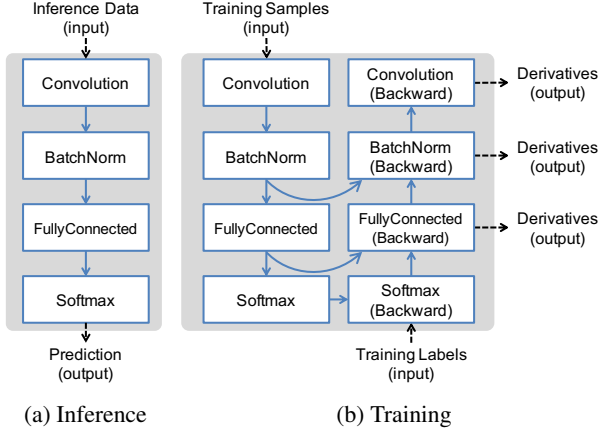 Inference Data
(input)
Convolution
BatchNorm
FullyConnected
Softmax
Prediction
(output)
(a) Inference
Training Samples
(input)
Convolution
BatchNorm
FullyConnected
Softmax
Convolution
(Backward)
BatchNorm
(Backward)
FullyConnected
(Backward)
Softmax
(Backward)
Derivatives
(output)
Derivatives
(output)
Derivatives
(output)
Training Labels
(input)
(b) Training